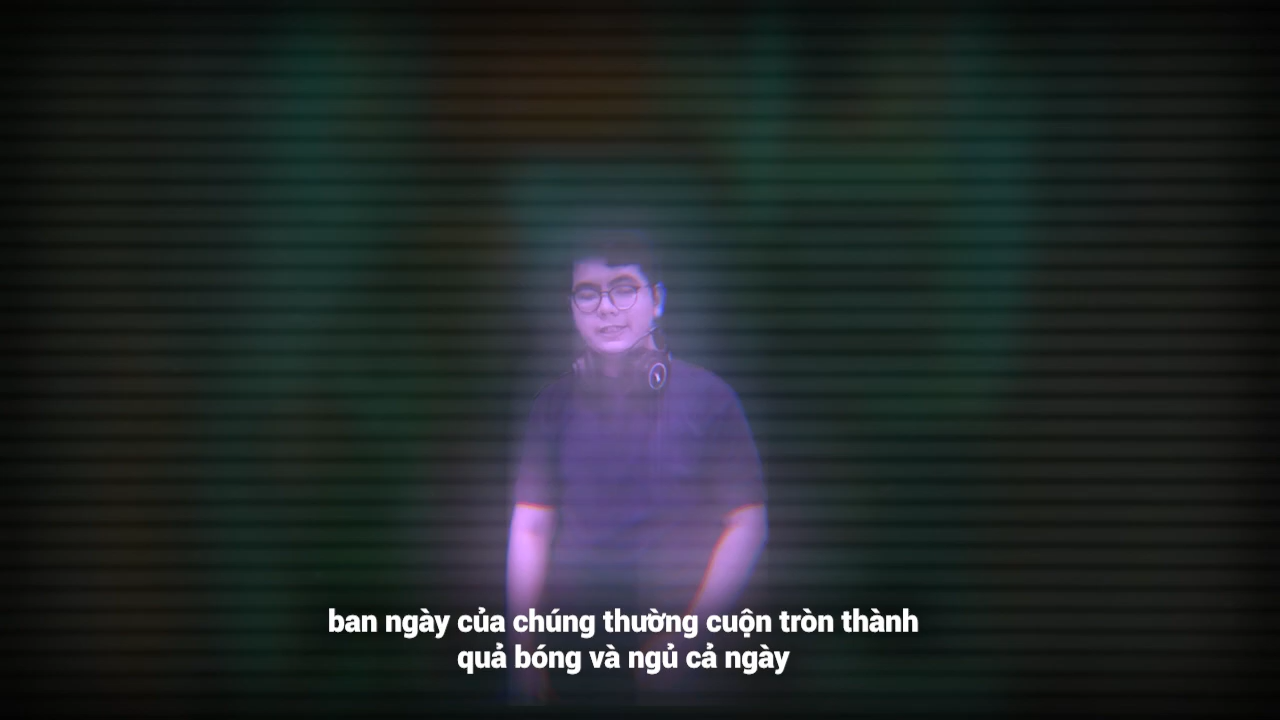 ban ngày của chúng thường cuộn tròn thành
quả bóng và ngủ cả ngày